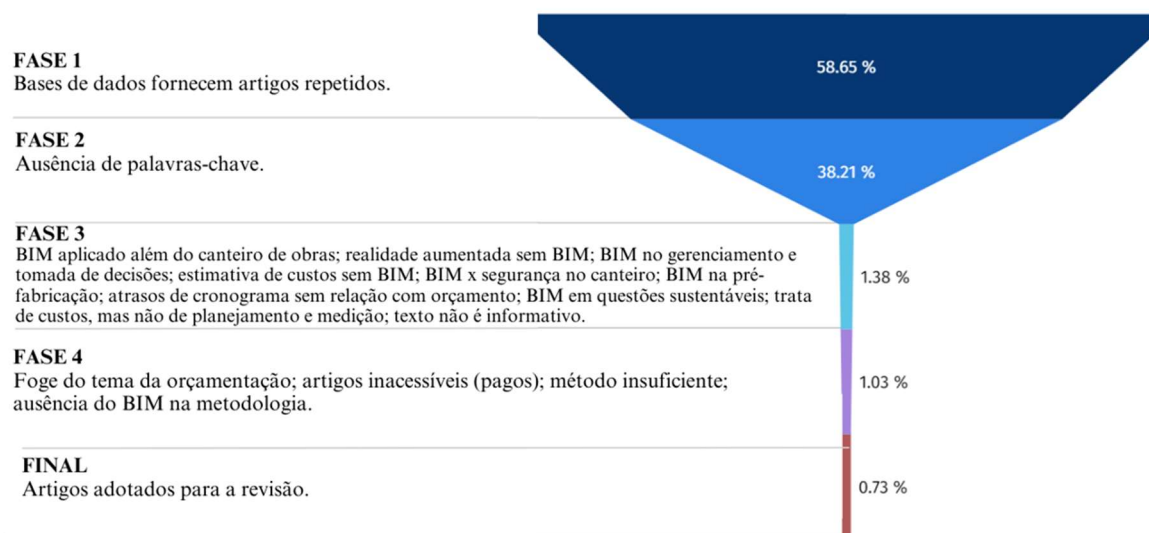 FASE 1
Bases de dados fornecem artigos repetidos.
58.65 %
FASE 2
Ausência de palavras-chave.
38.21 %
FASE 3
BIM aplicado além do canteiro de obras; realidade aumentada sem BIM; BIM no gerenciamento e
tomada de decisões; estimativa de custos sem BIM; BIM x segurança no canteiro; BIM na pré-
fabricação; atrasos de cronograma sem relação com orçamento; BIM em questões sustentáveis; trata
de custos, mas não de planejamento e medição; texto não é informativo.
1.38 %
FASE 4
Foge do tema da orçamentação; artigos inacessíveis (pagos); método insuficiente;
ausência do BIM na metodologia.
1.03 %
FINAL
Artigos adotados para a revisão.
0.73 %